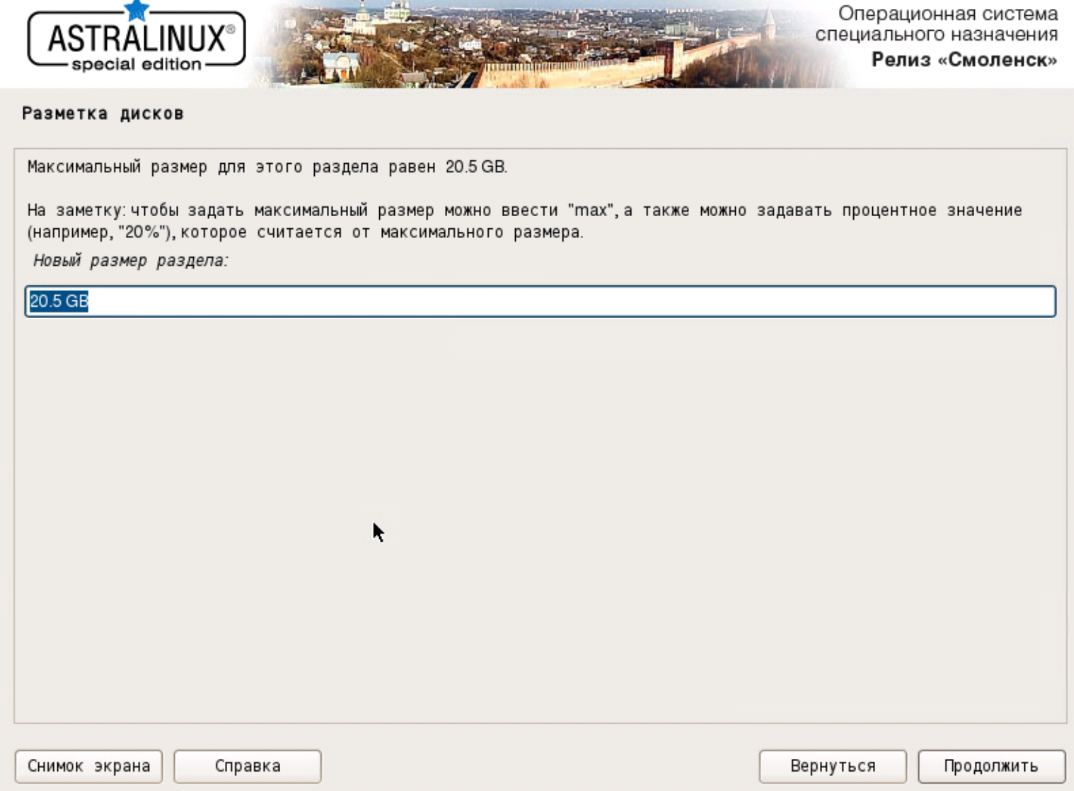 ASTRALINUX®
special edition
Операционная система
специального назначения
Релиз «Смоленск»
Разметка дисков
Максимальный размер для этого раздела равен 20.5 GB.
На заметку: чтобы задать максимальный размер можно ввести "max", а также можно задавать процентное значение
(например, "20%"), которое считается от максимального размера.
Новый размер раздела:
20.5 GB
Снимок экрана
Справка
Вернуться
Продолжить